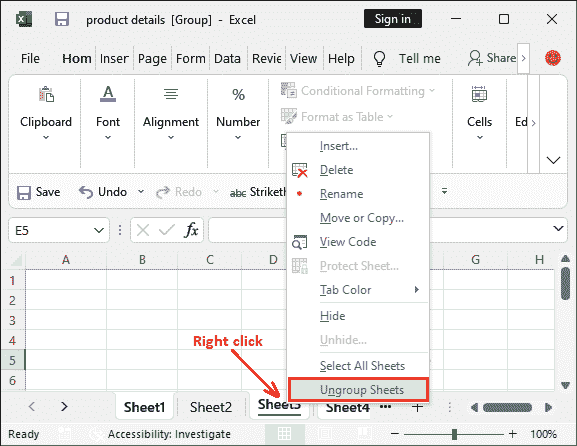 product details [Group] - Excel
Sign in
File Hom Inser Page Form Data Revie View Help Tell me Share
Clipboard
Font
Alignment
%
Number
Conditional Formatting
Format as Table
Cells
Ed
Save Undo Redo abc Striketh
Insert...
Delete
Rename
Move or Copy...
View Code
Protect Sheet...
Tab Color
Hide
Unhide...
Select All Sheets
Ungroup Sheets
E5 fx
A B C D G H
1
2
3
4
5
6
Right click
Sheet1 Sheet2 Sheet3 Sheet4 ...
Ready Accessibility: Investigate 100%